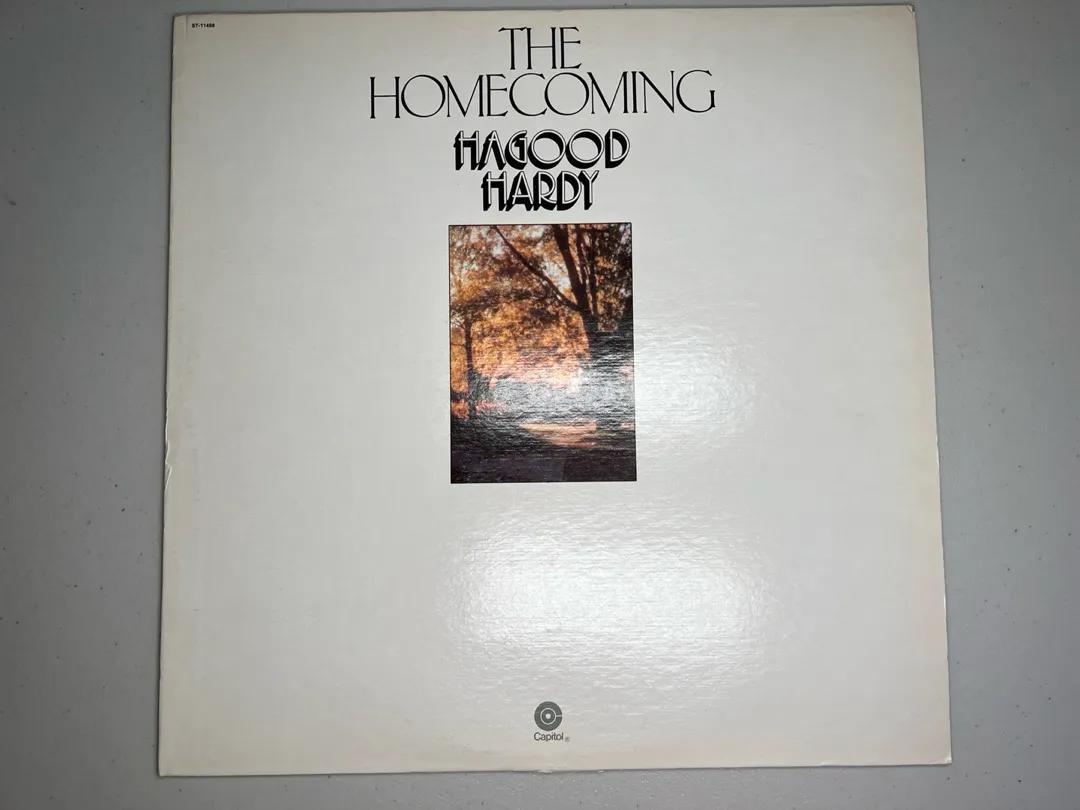 ST-11488
THE
HOMECOMING
HAGOOD
HARDY
Capitol ®